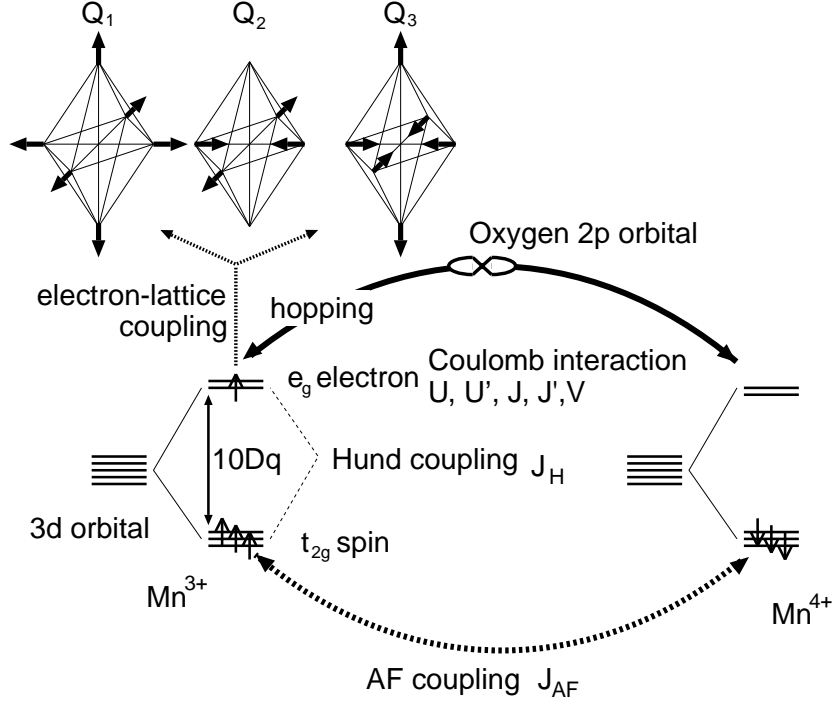 Q1 Q2 Q3
Oxygen 2p orbital
electron-lattice
coupling
hopping
eg electron
Coulomb interaction
U, U’, J, J',V
10Dq
Hund coupling JH
3d orbital
t2g spin
Mn3+
Mn4+
AF coupling JAF